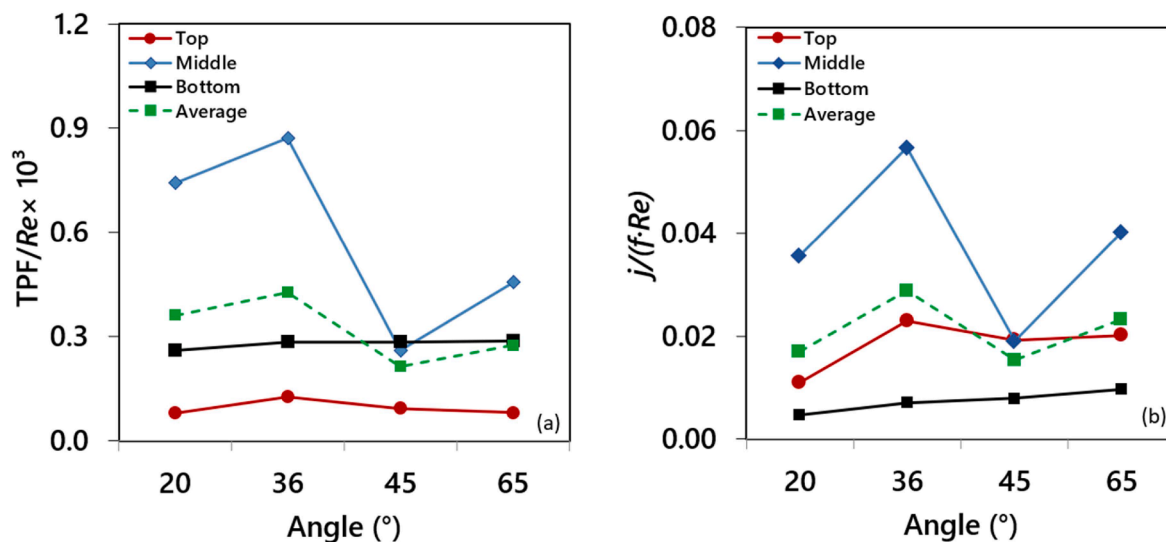 TPF/Re× 10³
1.2
0.9
0.6
0.3
0.0
Top
Middle
Bottom
Average
(a)
20 36 45 65
Angle (°)
j/(f·Re)
0.08
0.06
0.04
0.02
0.00
Top
Middle
Bottom
Average
(b)
20 36 45 65
Angle (°)